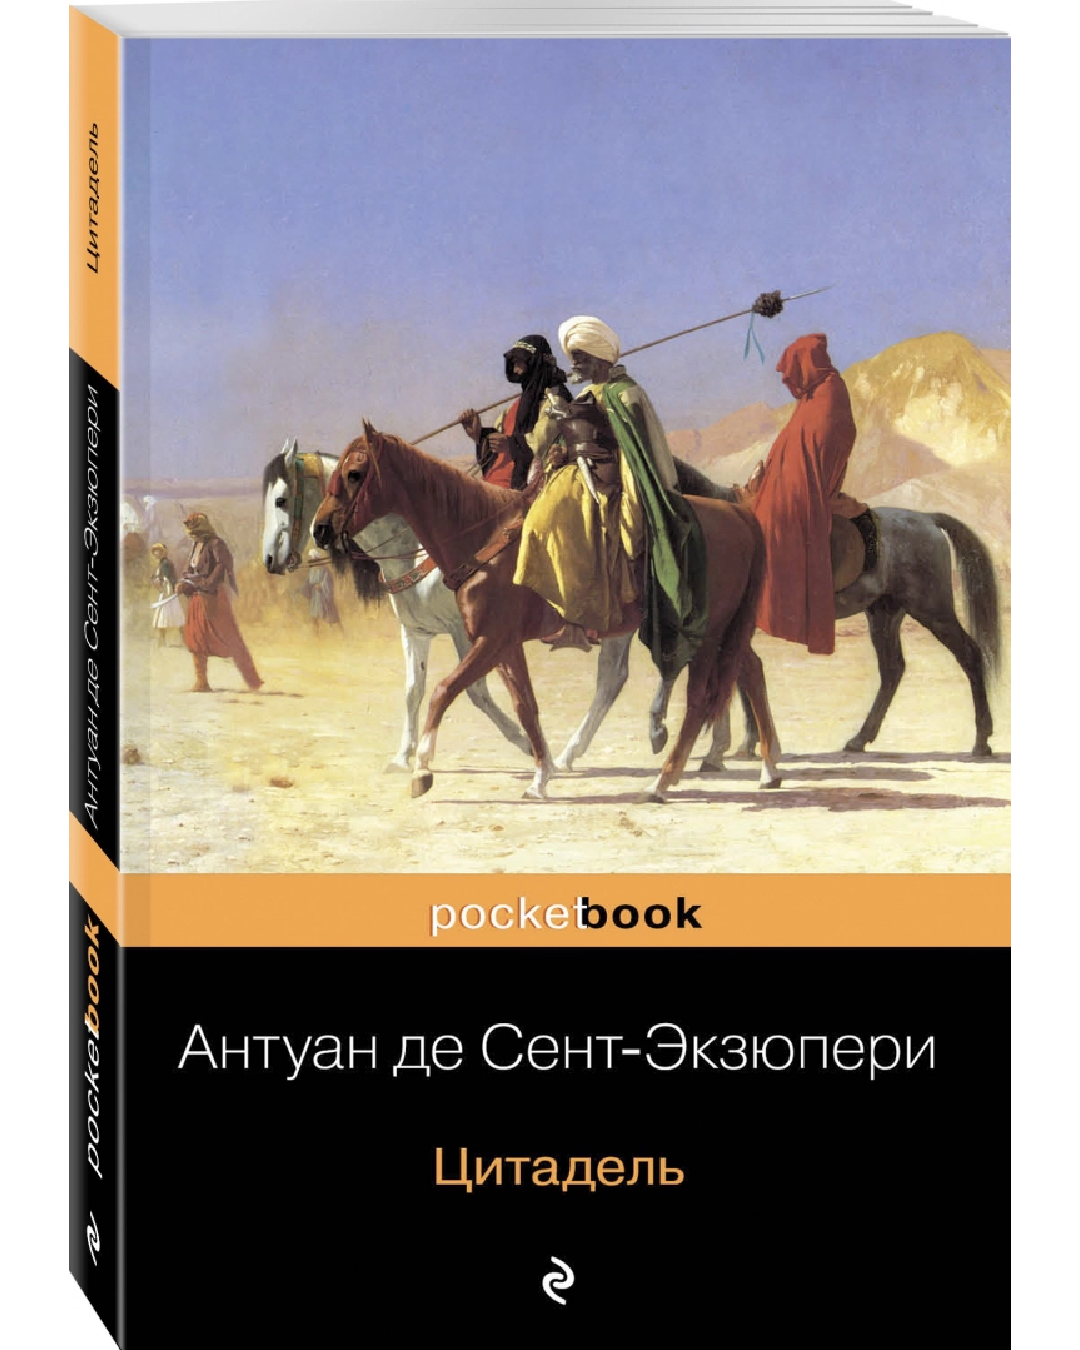 Цитадель
Антуан де Сент-Экзюпери
pocketbook
pocketbook
Антуан де Сент-Экзюпери
Цитадель